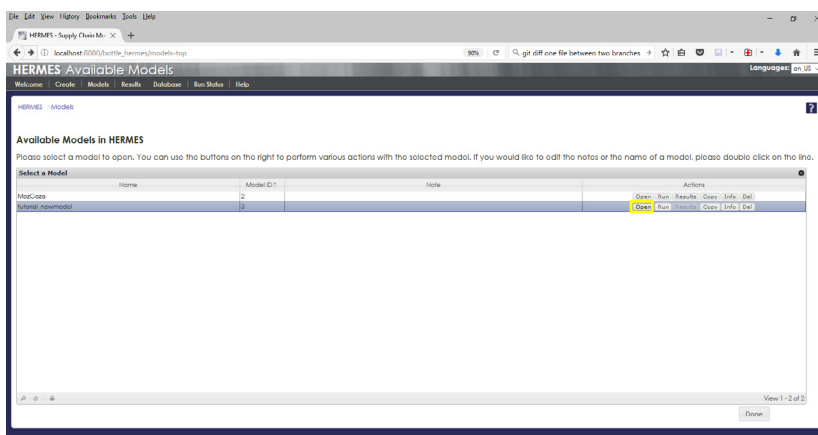 File Edit View History Bookmarks Tools Help
HERMES - Supply Chain Mo
localhost:8080/bottle_hermes/models-top 90% git diff one file between two branches
HERMES Available Models Languages: en_US
Welcome Create Models Results Database Run Status Help
HERMES Models ?
Available Models in HERMES
Please select a model to open. You can use the buttons on the right to perform various actions with the selected model. If you would like to edit the notes or the name of a model, please double click on the line.
Select a Model
Name Model ID Note Actions
MozGaza 2 Open Run Results Copy Info Del
tutorial_newmodel 3 Open Run Results Copy Info Del
View 1 - 2 of 2
Done